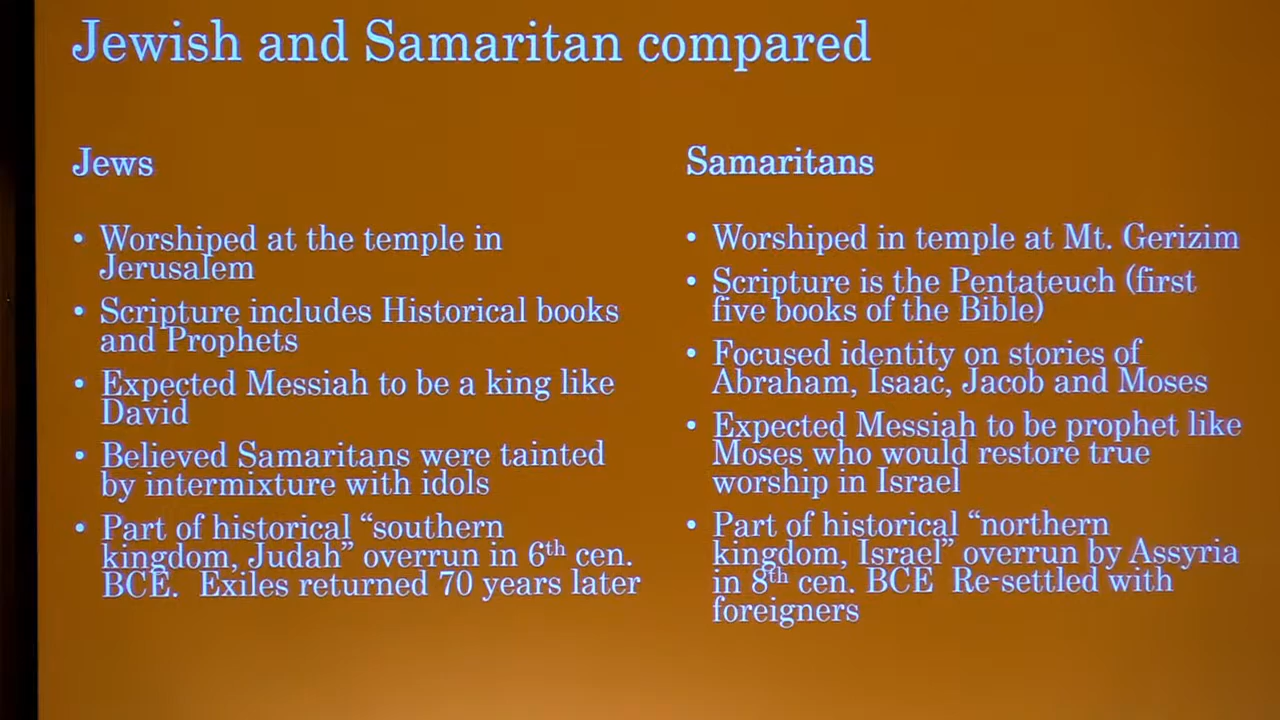 Jewish and Samaritan compared
Jews
• Worshiped at the temple in
Jerusalem
• Scripture includes Historical books
and Prophets
• Expected Messiah to be a king like
David
• Believed Samaritans were tainted
by intermixture with idols
• Part of historical “southern
kingdom, Judah” overrun in 6th cen.
BCE.  Exiles returned 70 years later
Samaritans
• Worshiped in temple at Mt. Gerizim
• Scripture is the Pentateuch (first
five books of the Bible)
• Focused identity on stories of
Abraham, Isaac, Jacob and Moses
• Expected Messiah to be prophet like
Moses who would restore true
worship in Israel
• Part of historical “northern
kingdom, Israel” overrun by Assyria
in 8th cen.  BCE  Re-settled with
foreigners